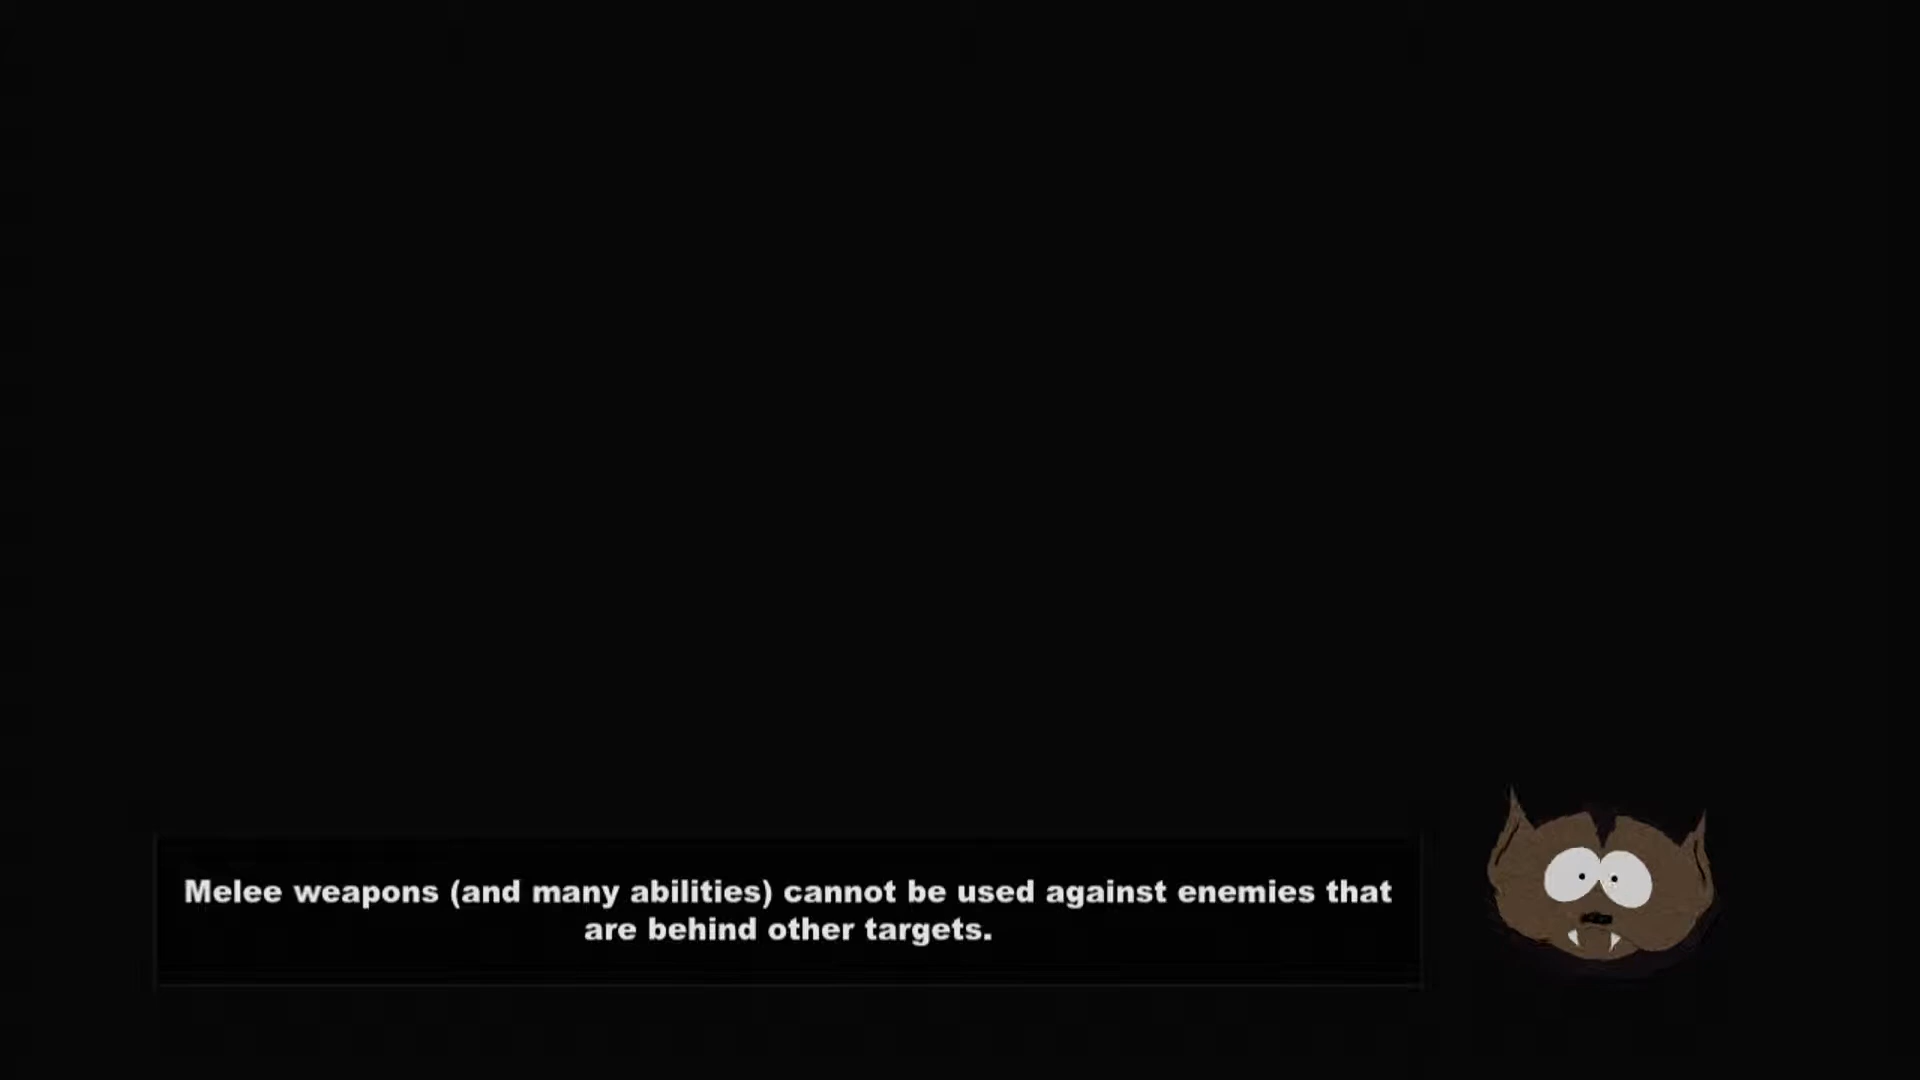 Melee weapons (and many abilities) cannot be used against enemies that
are behind other targets.